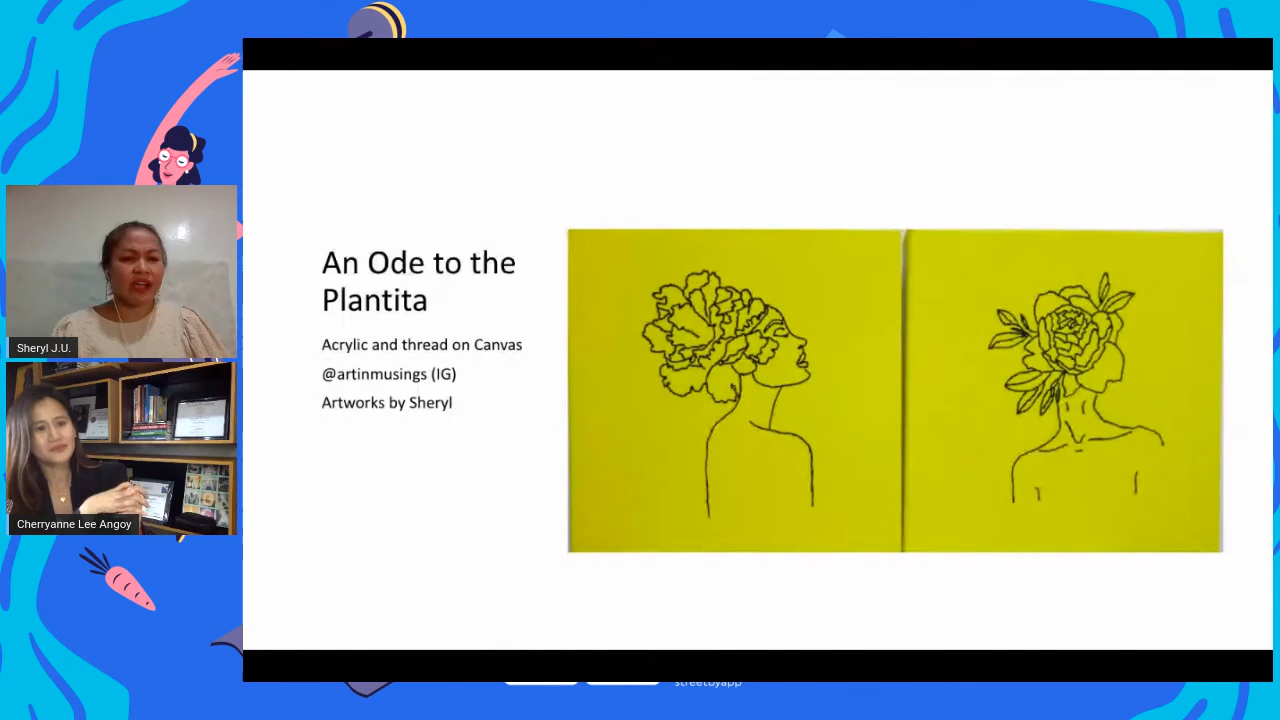 An Ode to the
Plantita
Acrylic and thread on Canvas
@artinmusings (IG)
Artworks by Sheryl
Sheryl J.U.
Cherryanne Lee Angoy
streetbyapp